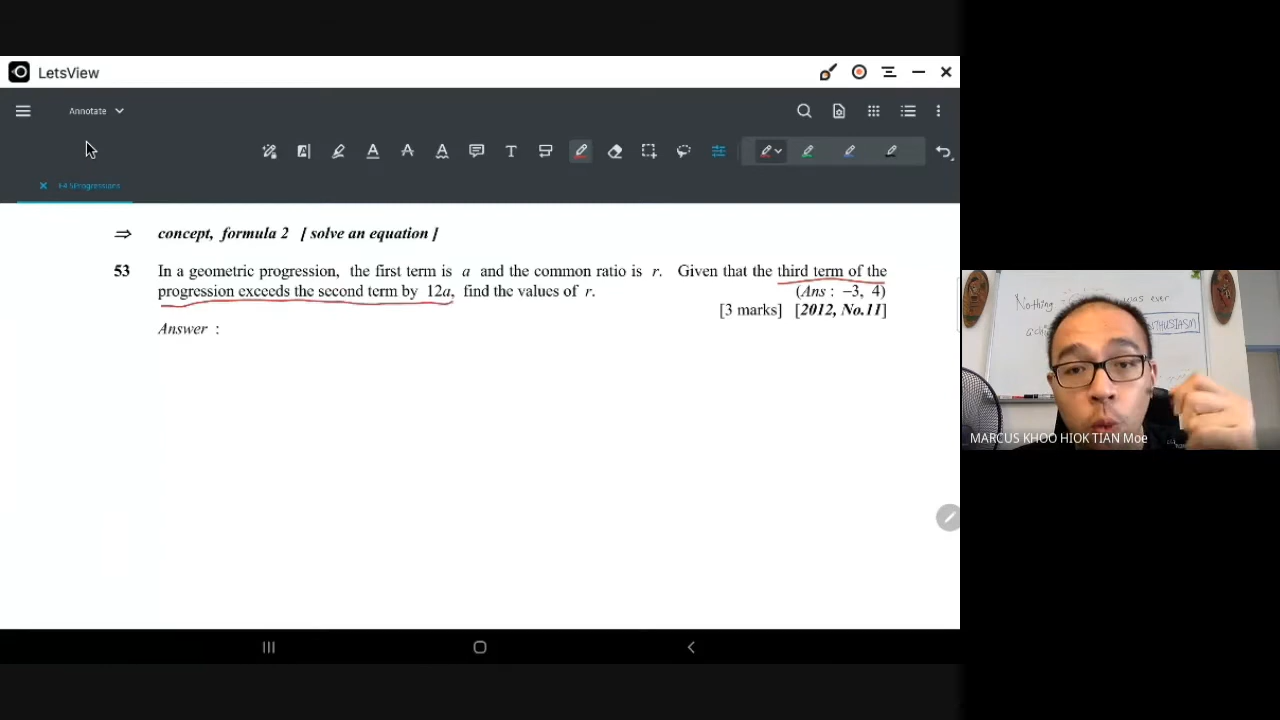 LetsView
Annotate
F4 5Progressions
⇒ concept, formula 2 [ solve an equation ]
53 In a geometric progression, the first term is a and the common ratio is r. Given that the third term of the
progression exceeds the second term by 12a, find the values of r. (Ans : −3, 4)
[3 marks] [2012, No.11]
Answer :
Nothing was ever
MARCUS KHOO HIOK TIAN Moe